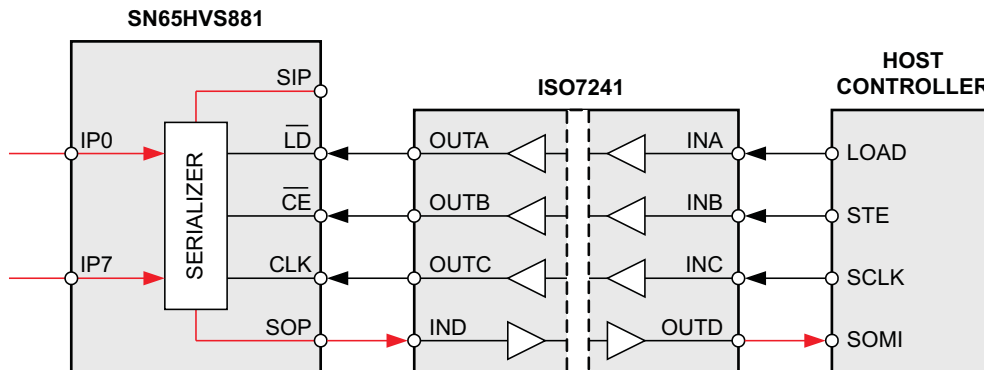 SN65HVS881
ISO7241
HOST
CONTROLLER
SIP
IP0
LD
OUTA
INA
LOAD
CE
OUTB
INB
STE
SERIALIZER
IP7
CLK
OUTC
INC
SCLK
SOP
IND
OUTD
SOMI